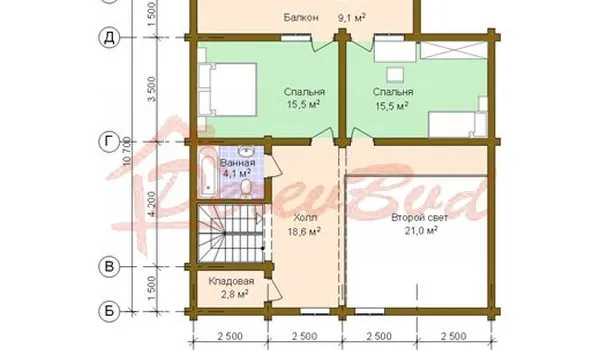 Балкон 9,1 м²
1 500
Д
Спальня
15,5 м²
Спальня
15,5 м²
3 500
Г
10 700
Ванная
4,1 м²
DerevBud
4 200
Холл
18,6 м²
Второй свет
21,0 м²
В
Кладовая
2,8 м²
1 500
Б
2 500
2 500
2 500
2 500